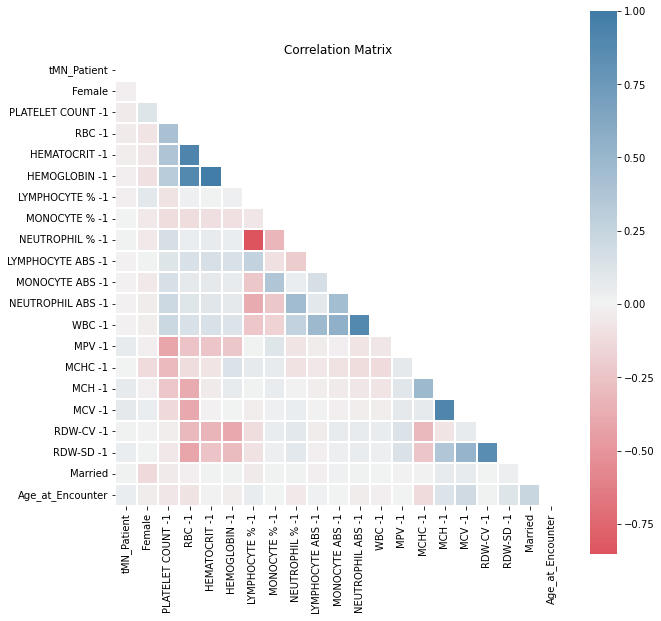 Correlation Matrix
tMN_Patient
Female
PLATELET COUNT -1
RBC -1
HEMATOCRIT -1
HEMOGLOBIN -1
LYMPHOCYTE % -1
MONOCYTE % -1
NEUTROPHIL % -1
LYMPHOCYTE ABS -1
MONOCYTE ABS -1
NEUTROPHIL ABS -1
WBC -1
MPV -1
MCHC -1
MCH -1
MCV -1
RDW-CV -1
RDW-SD -1
Married
Age_at_Encounter
tMN_Patient
Female
PLATELET COUNT -1
RBC -1
HEMATOCRIT -1
HEMOGLOBIN -1
LYMPHOCYTE % -1
MONOCYTE % -1
NEUTROPHIL % -1
LYMPHOCYTE ABS -1
MONOCYTE ABS -1
NEUTROPHIL ABS -1
WBC -1
MPV -1
MCHC -1
MCH -1
MCV -1
RDW-CV -1
RDW-SD -1
Married
Age_at_Encounter
1.00
0.75
0.50
0.25
0.00
−0.25
−0.50
−0.75